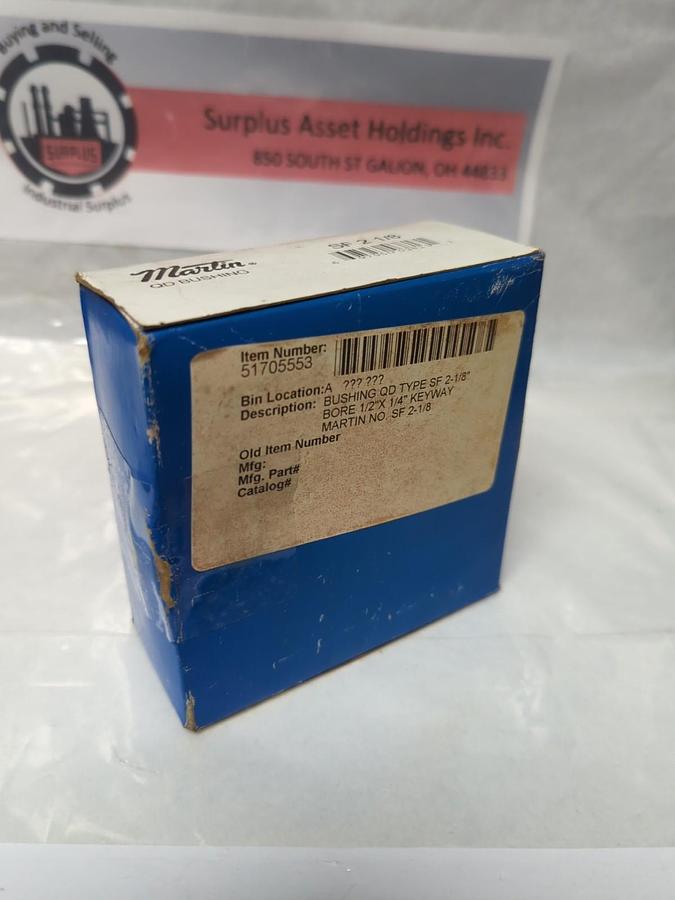 Buying and Selling
SURPLUS
Industrial Surplus
Surplus Asset Holdings Inc.
850 SOUTH ST GALION, OH 44833
Martin®
QD BUSHING
SF 2-1/8
Item Number:
51705553
Bin Location:A ??? ???
Description: BUSHING QD TYPE SF 2-1/8"
BORE 1/2"X 1/4" KEYWAY
MARTIN NO. SF 2-1/8
Old Item Number
Mfg:
Mfg. Part#
Catalog#